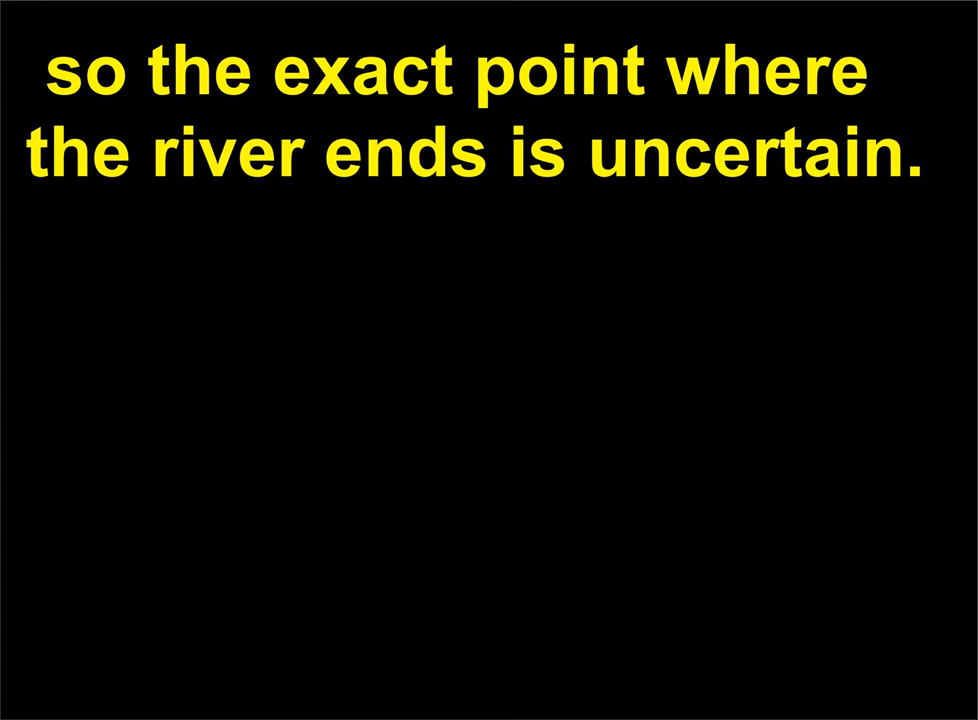 so the exact point where
the river ends is uncertain.